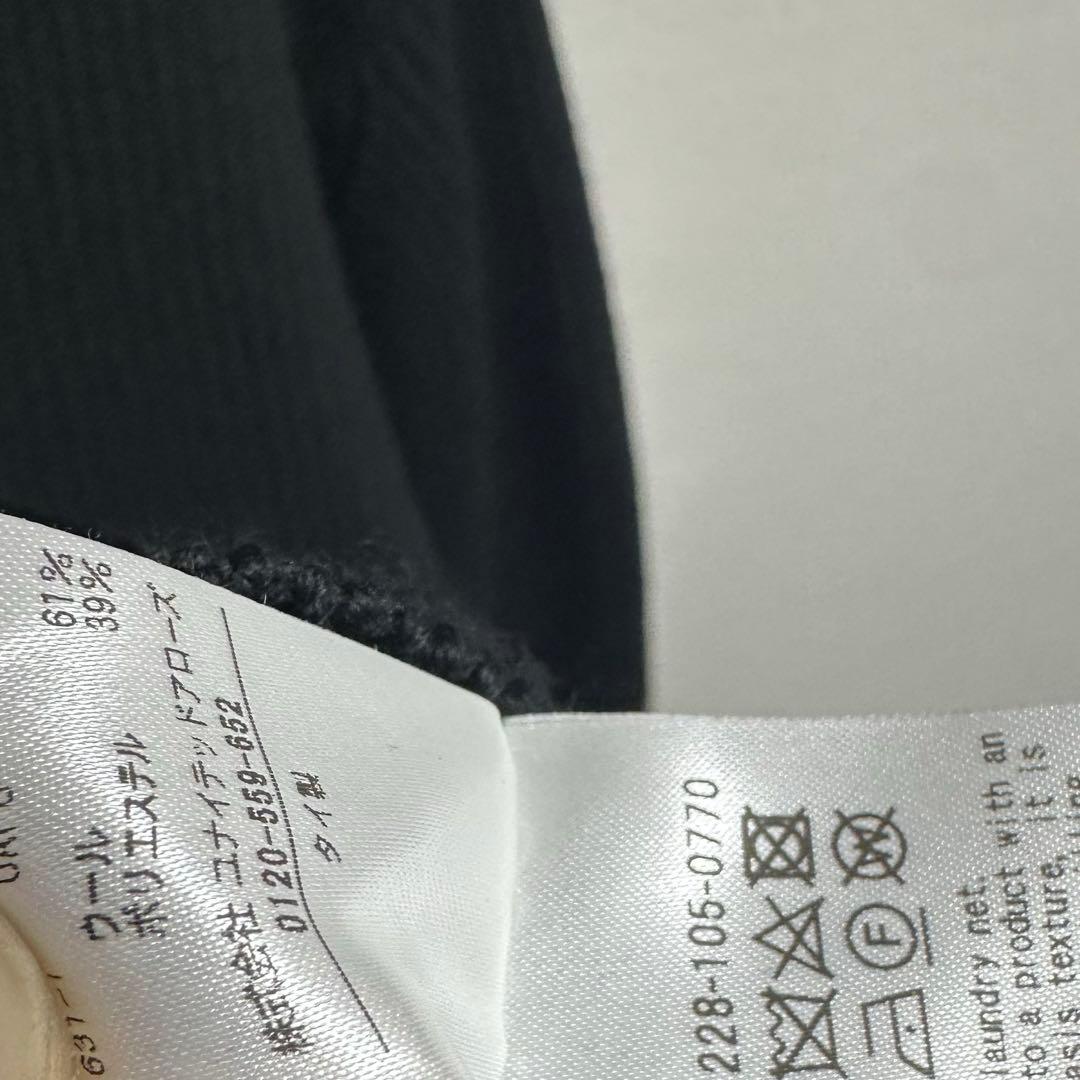 ウール 61%
ポリエステル 39%
株式会社 ユナイテッドアローズ
0120-559-652
タイ製
228-105-0770
W
F
laundry net.
to a product with an
texture, it is